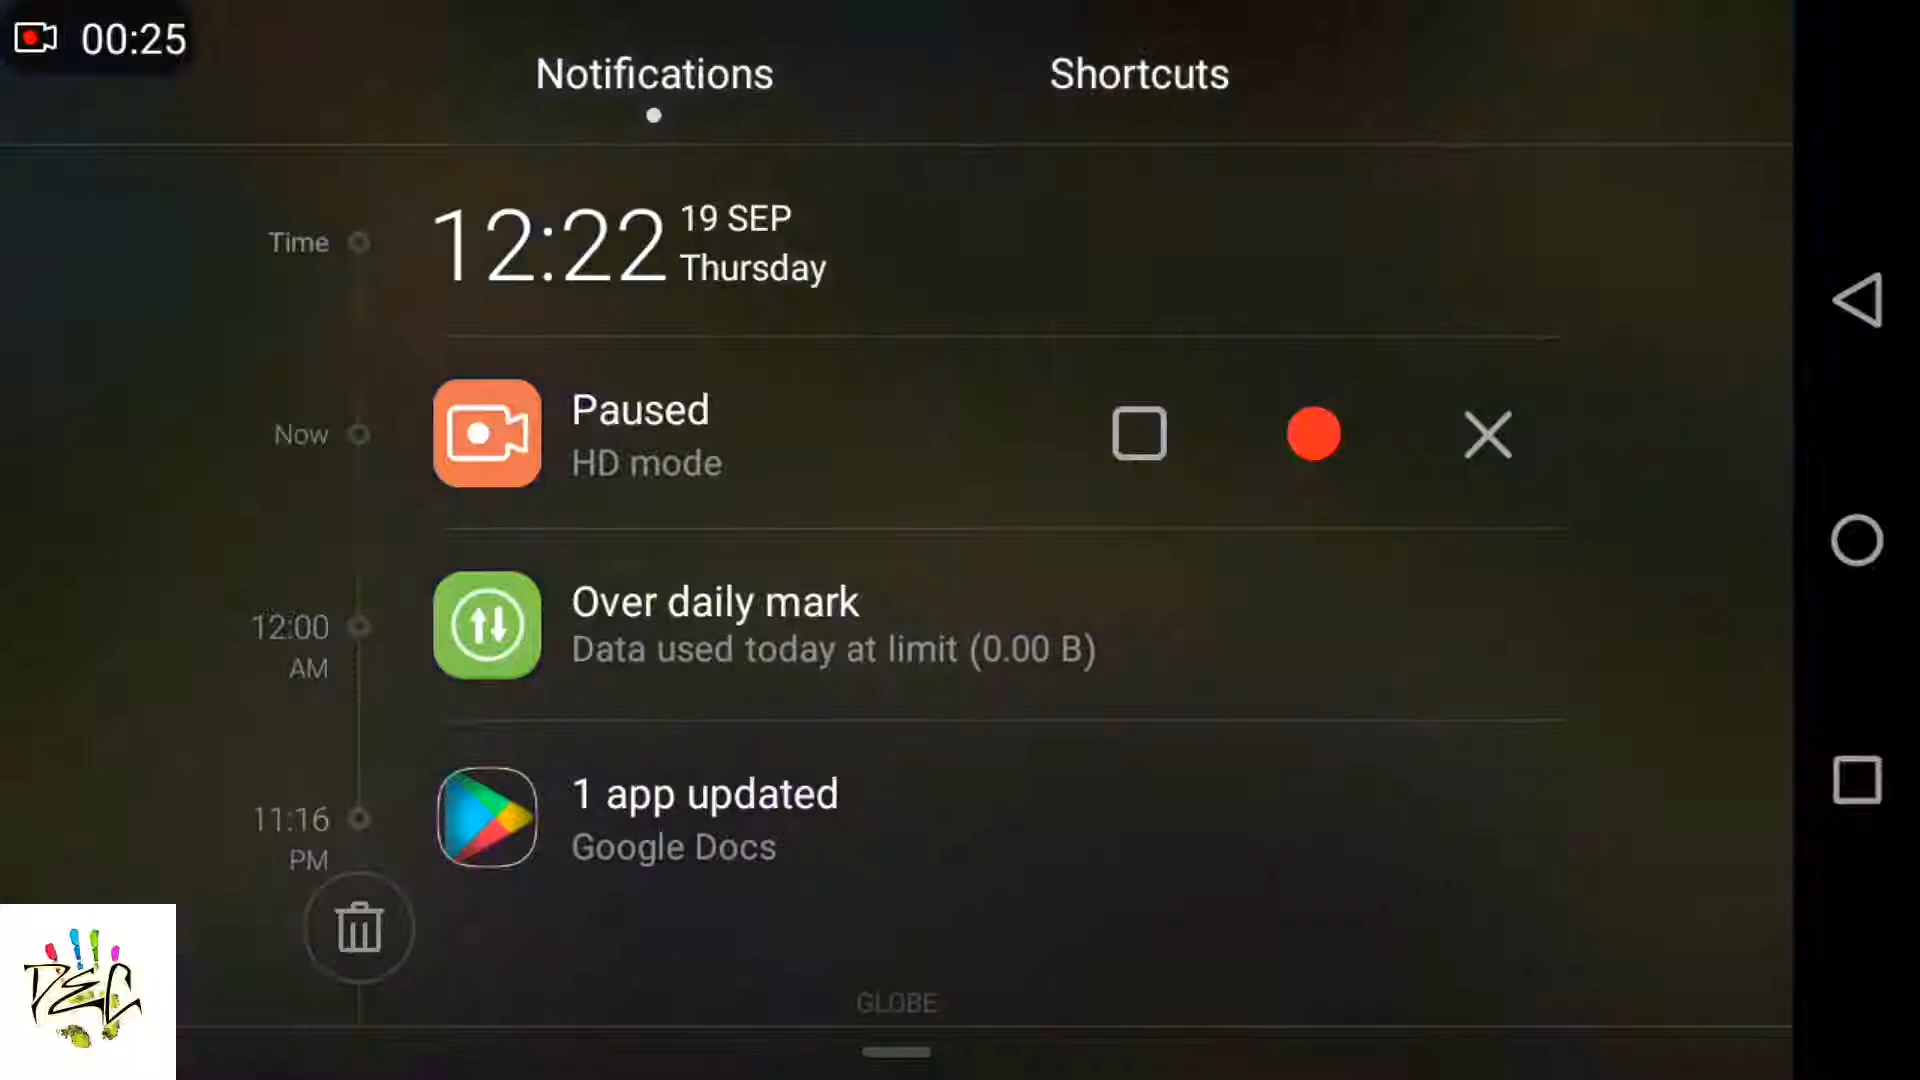 00:25
Notifications
Shortcuts
Time
12:22
19 SEP
Thursday
Now
Paused
HD mode
12:00
AM
Over daily mark
Data used today at limit (0.00 B)
11:16
PM
1 app updated
Google Docs
DEC
GLOBE